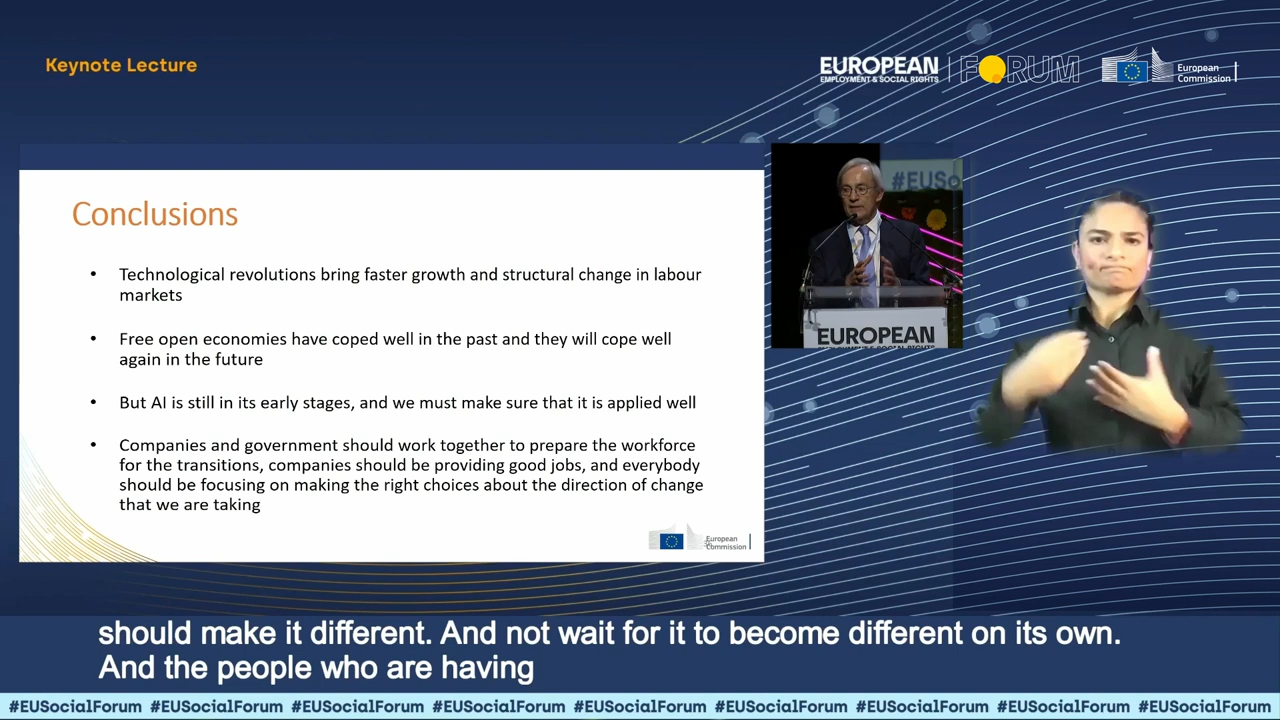 Keynote Lecture
EUROPEAN
EMPLOYMENT & SOCIAL RIGHTS
FORUM
European
Commission
#EUSo
EUROPEAN
Conclusions
• Technological revolutions bring faster growth and structural change in labour
markets
• Free open economies have coped well in the past and they will cope well
again in the future
• But AI is still in its early stages, and we must make sure that it is applied well
• Companies and government should work together to prepare the workforce
for the transitions, companies should be providing good jobs, and everybody
should be focusing on making the right choices about the direction of change
that we are taking
European
Commission
should make it different. And not wait for it to become different on its own.
And the people who are having
#EUSocialForum #EUSocialForum #EUSocialForum #EUSocialForum #EUSocialForum #EUSocialForum #EUSocialForum #EUSocialForum #EUSocialForum